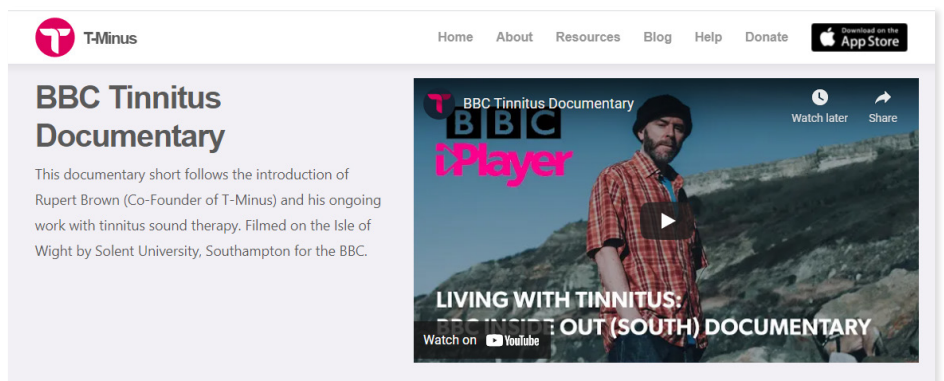 T-Minus
Home About Resources Blog Help Donate
Download on the
App Store
BBC Tinnitus
Documentary
This documentary short follows the introduction of
Rupert Brown (Co-Founder of T-Minus) and his ongoing
work with tinnitus sound therapy. Filmed on the Isle of
Wight by Solent University, Southampton for the BBC.
BBC Tinnitus Documentary
Watch later Share
BBC
iPlayer
LIVING WITH TINNITUS:
BBC INSIDE OUT (SOUTH) DOCUMENTARY
Watch on YouTube